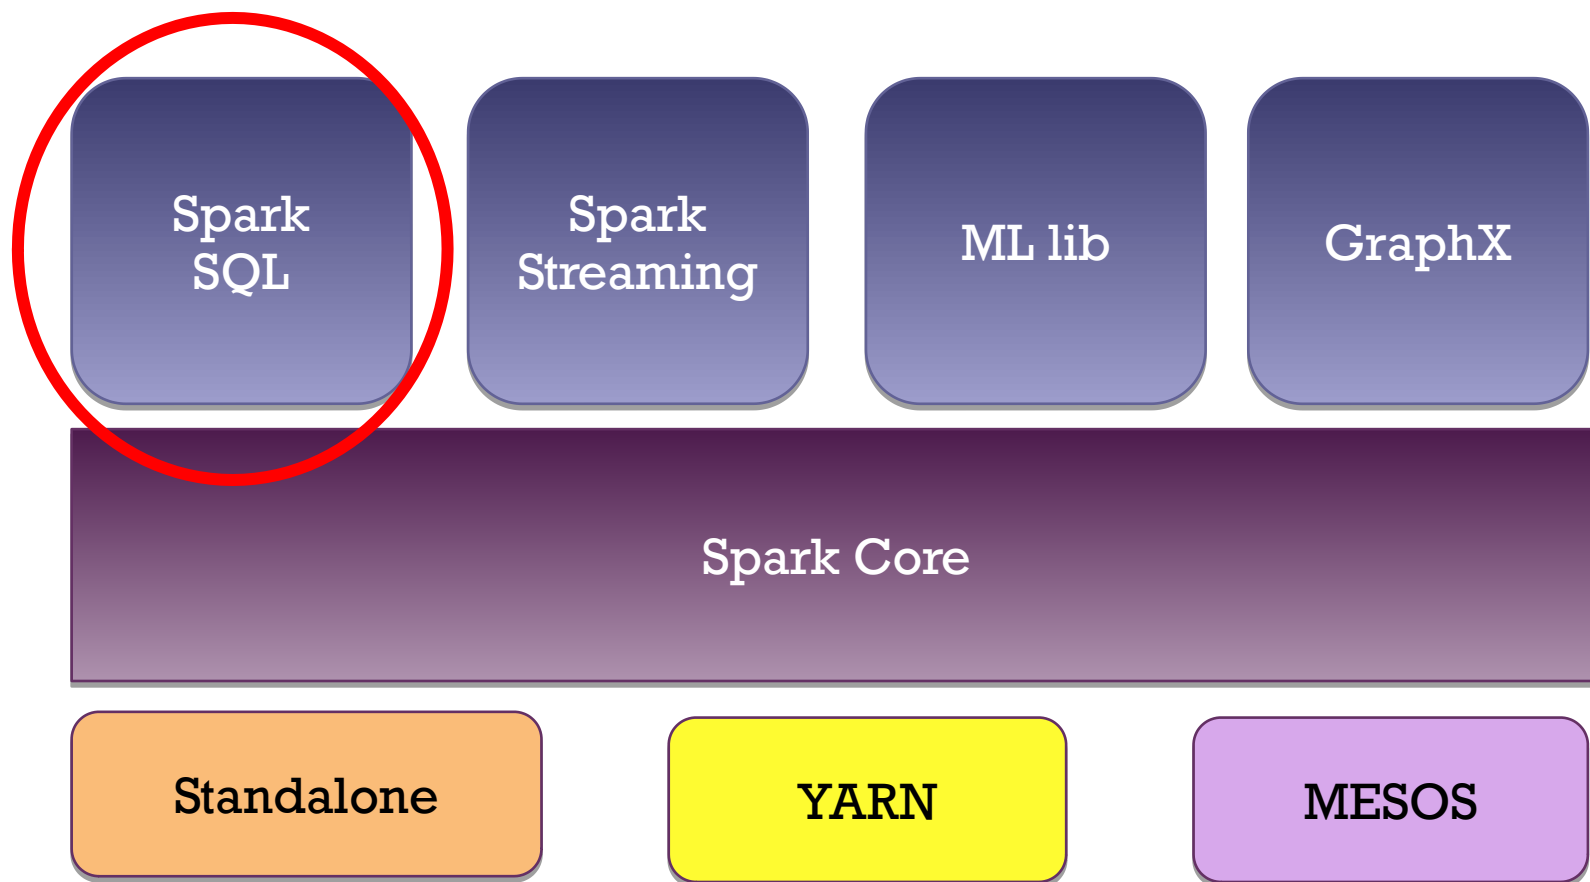 Spark
SQL
Spark
Streaming
ML lib
GraphX
Spark Core
Standalone
YARN
MESOS